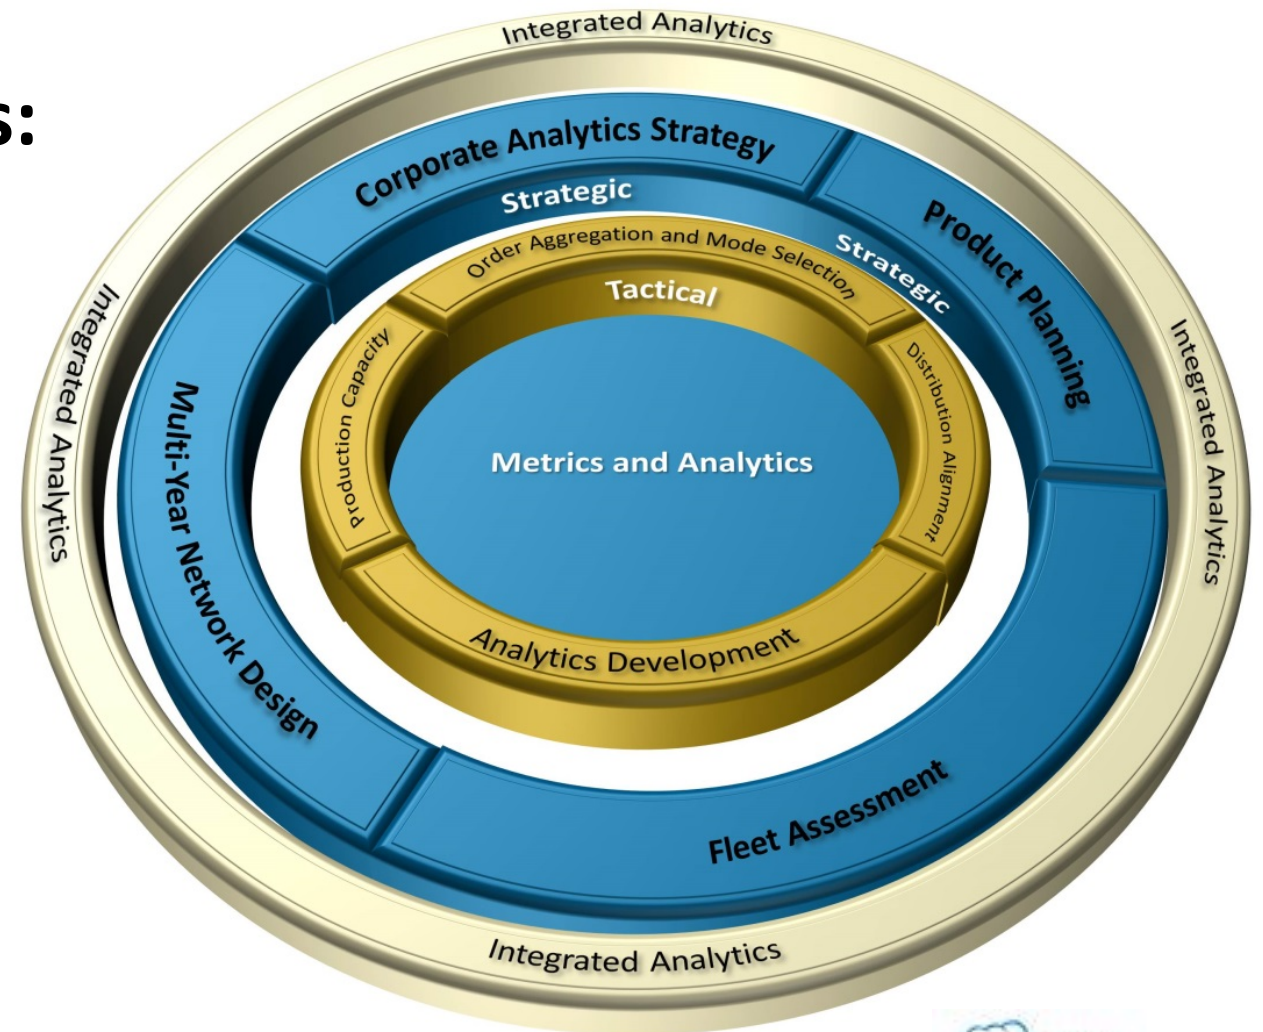 s:
Integrated Analytics
Corporate Analytics Strategy
Strategic
Product Planning
Order Aggregation and Mode Selection
Strategic
Tactical
Integrated Analytics
Integrated Analytics
Production Capacity
Distribution Alignment
Multi-Year Network Design
Metrics and Analytics
Analytics Development
Fleet Assessment
Integrated Analytics